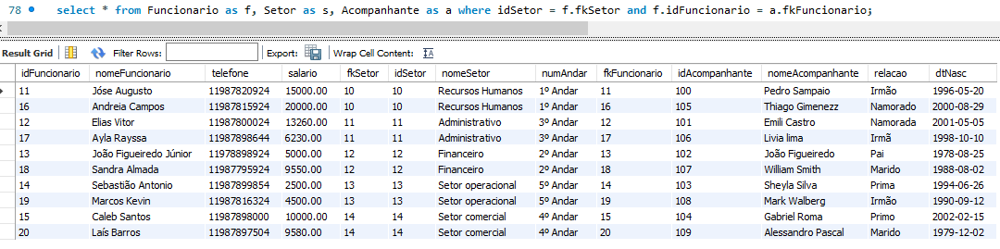 78 select * from Funcionario as f, Setor as s, Acompanhante as a where idSetor = f.fkSetor and f.idFuncionario = a.fkFuncionario;
Result Grid Filter Rows: Export: Wrap Cell Content:
idFuncionario nomeFuncionario telefone salario fkSetor idSetor nomeSetor numAndar fkFuncionario idAcompanhante nomeAcompanhante relacao dtNasc
11 Jóse Augusto 11987820924 15000.00 10 10 Recursos Humanos 1º Andar 11 100 Pedro Sampaio Irmão 1996-05-20
16 Andreia Campos 11987815924 20000.00 10 10 Recursos Humanos 1º Andar 16 105 Thiago Gimenezz Namorado 2000-08-29
12 Elias Vitor 11987800024 13260.00 11 11 Administrativo 3º Andar 12 101 Emili Castro Namorada 2001-05-05
17 Ayla Rayssa 11987898644 6230.00 11 11 Administrativo 3º Andar 17 106 Livia lima Irmã 1998-10-10
13 João Figueiredo Júnior 11978898924 5000.00 12 12 Financeiro 2º Andar 13 102 João Figueiredo Pai 1978-08-25
18 Sandra Almada 11987795924 9550.00 12 12 Financeiro 2º Andar 18 107 William Smith Marido 1988-08-02
14 Sebastião Antonio 11987899854 2500.00 13 13 Setor operacional 5º Andar 14 103 Sheyla Silva Prima 1994-06-26
19 Marcos Kevin 11987816324 4500.00 13 13 Setor operacional 5º Andar 19 108 Mark Walberg Irmão 1990-09-12
15 Caleb Santos 11987898000 10000.00 14 14 Setor comercial 4º Andar 15 104 Gabriel Roma Primo 2002-02-15
20 Laís Barros 11987897504 9580.00 14 14 Setor comercial 4º Andar 20 109 Alessandro Pascal Marido 1979-12-02